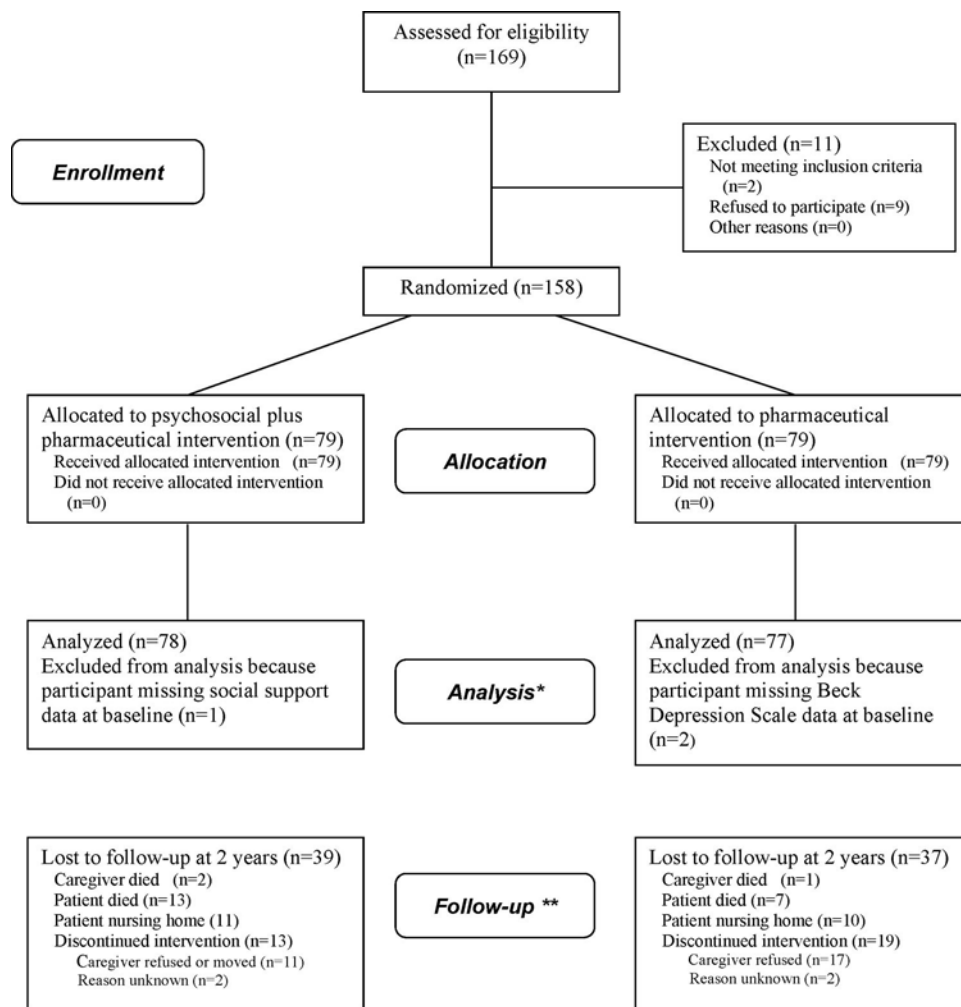 Assessed for eligibility
(n=169)
Excluded (n=11)
Not meeting inclusion criteria
(n=2)
Refused to participate (n=9)
Other reasons (n=0)
Enrollment
Randomized (n=158)
Allocated to psychosocial plus
pharmaceutical intervention (n=79)
Received allocated intervention (n=79)
Did not receive allocated intervention
(n=0)
Allocation
Allocated to pharmaceutical
intervention (n=79)
Received allocated intervention (n=79)
Did not receive allocated intervention
(n=0)
Analyzed (n=78)
Excluded from analysis because
participant missing social support
data at baseline (n=1)
Analysis*
Analyzed (n=77)
Excluded from analysis because
participant missing Beck
Depression Scale data at baseline
(n=2)
Lost to follow-up at 2 years (n=39)
Caregiver died (n=2)
Patient died (n=13)
Patient nursing home (11)
Discontinued intervention (n=13)
Caregiver refused or moved (n=11)
Reason unknown (n=2)
Follow-up **
Lost to follow-up at 2 years (n=37)
Caregiver died (n=1)
Patient died (n=7)
Patient nursing home (n=10)
Discontinued intervention (n=19)
Caregiver refused (n=17)
Reason unknown (n=2)